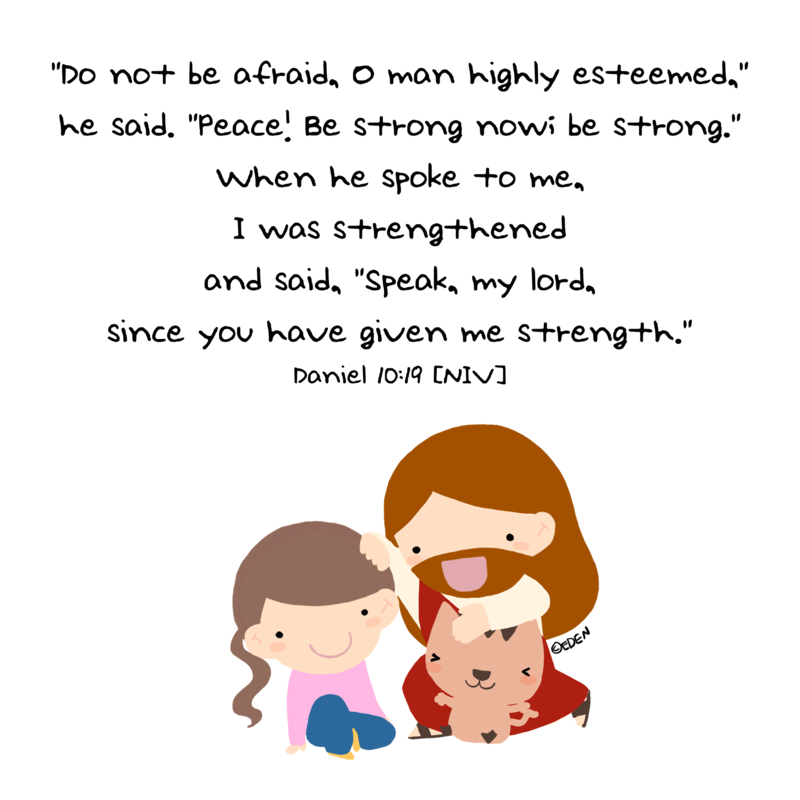 "Do not be afraid, O man highly esteemed,"
he said. "Peace! Be strong now; be strong."
When he spoke to me,
I was strengthened
and said, "Speak, my lord,
since you have given me strength."
Daniel 10:19 [NIV]
©EDEN